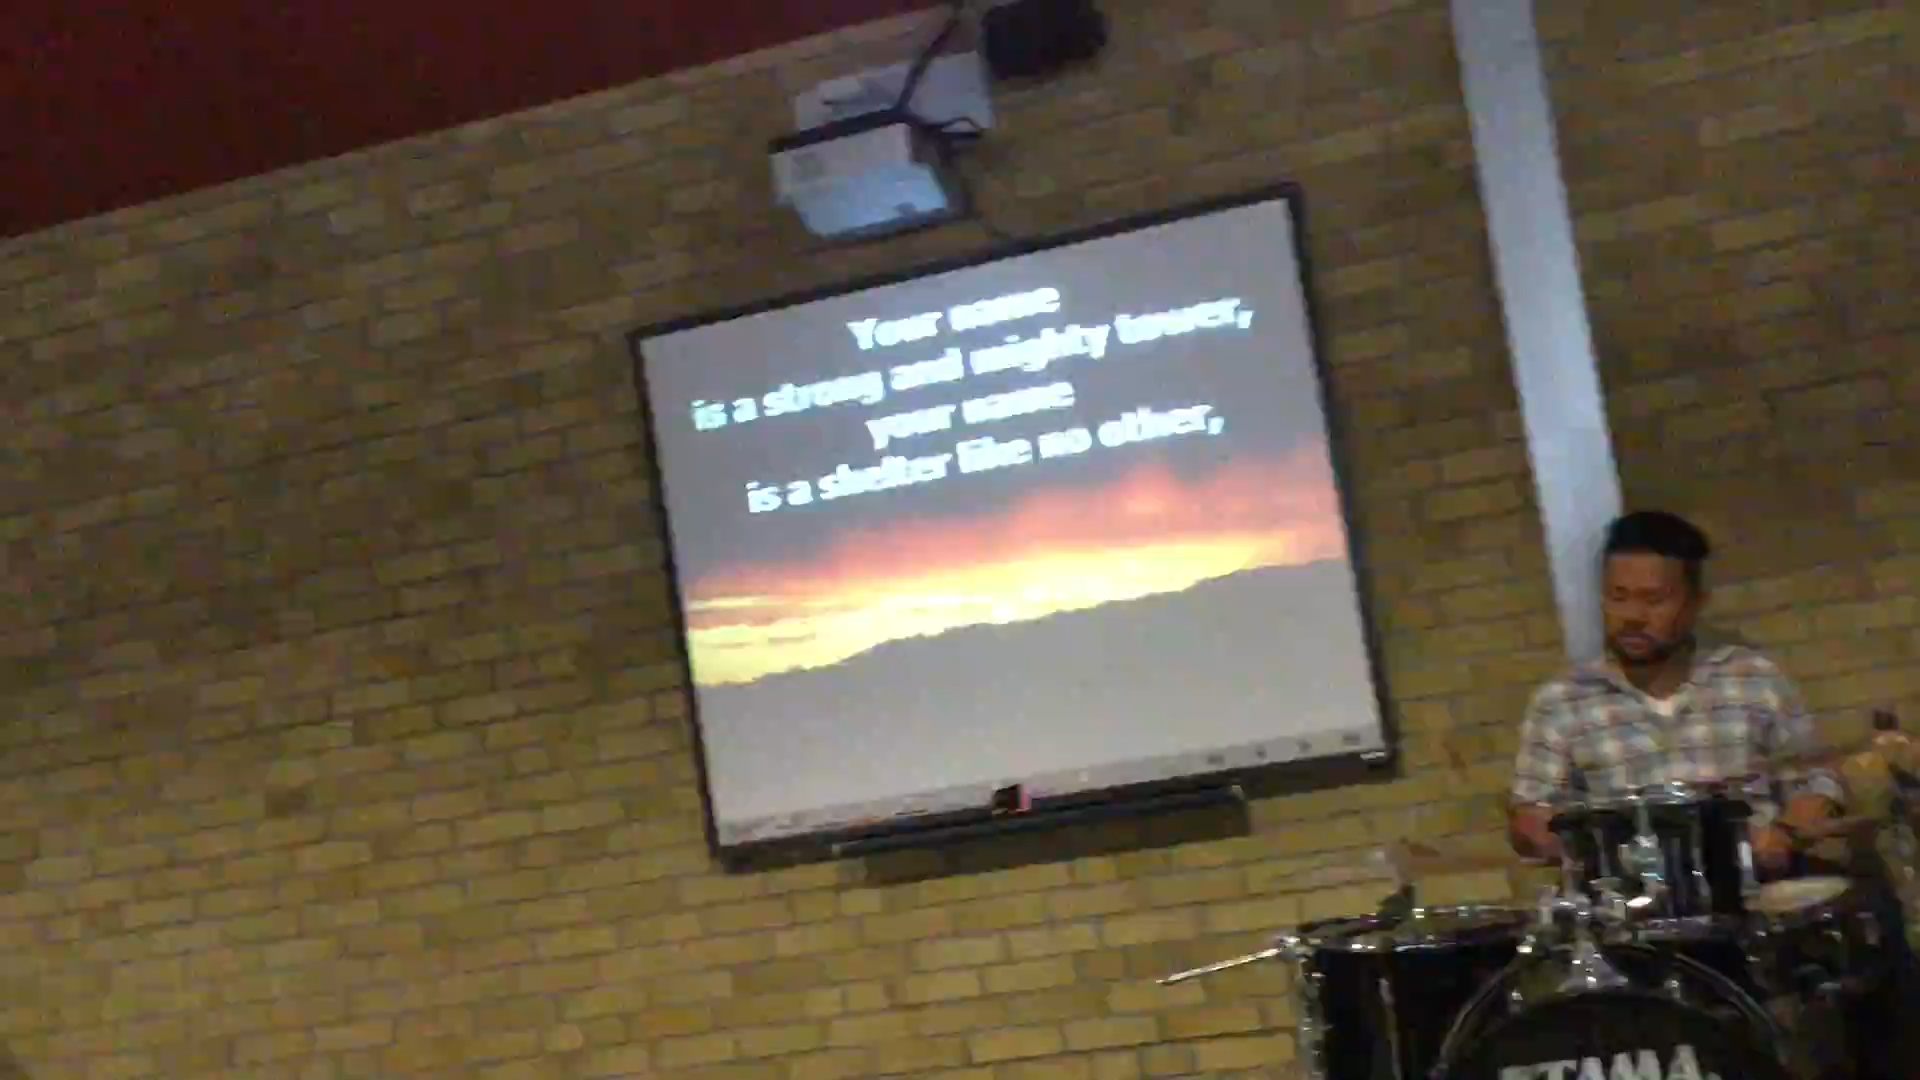 Your name
is a strong and mighty tower,
your name
is a shelter like no other,
TAMA